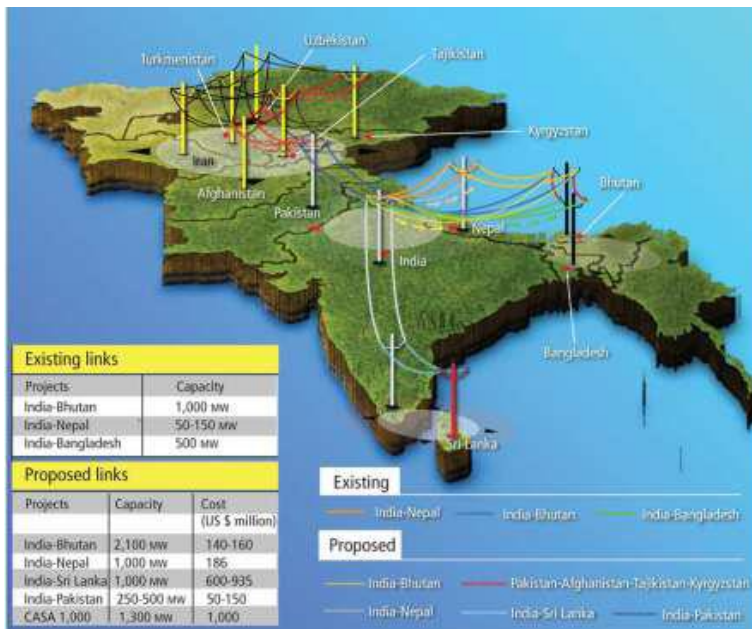 Uzbekistan
Turkmenistan
Tajikistan
Kyrgyzstan
Iran
Afghanistan
Pakistan
Nepal
Bhutan
India
Bangladesh
Sri Lanka
Existing links
Projects Capacity
India-Bhutan 1,000 MW
India-Nepal 50-150 MW
India-Bangladesh 500 MW
Proposed links
Projects Capacity Cost
(US $ million)
India-Bhutan 2,100 MW 140-160
India-Nepal 1,000 MW 186
India-Sri Lanka 1,000 MW 600-935
India-Pakistan 250-500 MW 50-150
CASA 1,000 1,300 MW 1,000
Existing
India-Nepal India-Bhutan India-Bangladesh
Proposed
India-Bhutan Pakistan-Afghanistan-Tajikistan-Kyrgyzstan
India-Nepal India-Sri Lanka India-Pakistan